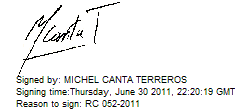 Signed by: MICHEL CANTA TERREROS
Signing time:Thursday, June 30 2011, 22:20:19 GMT
Reason to sign: RC 052-2011